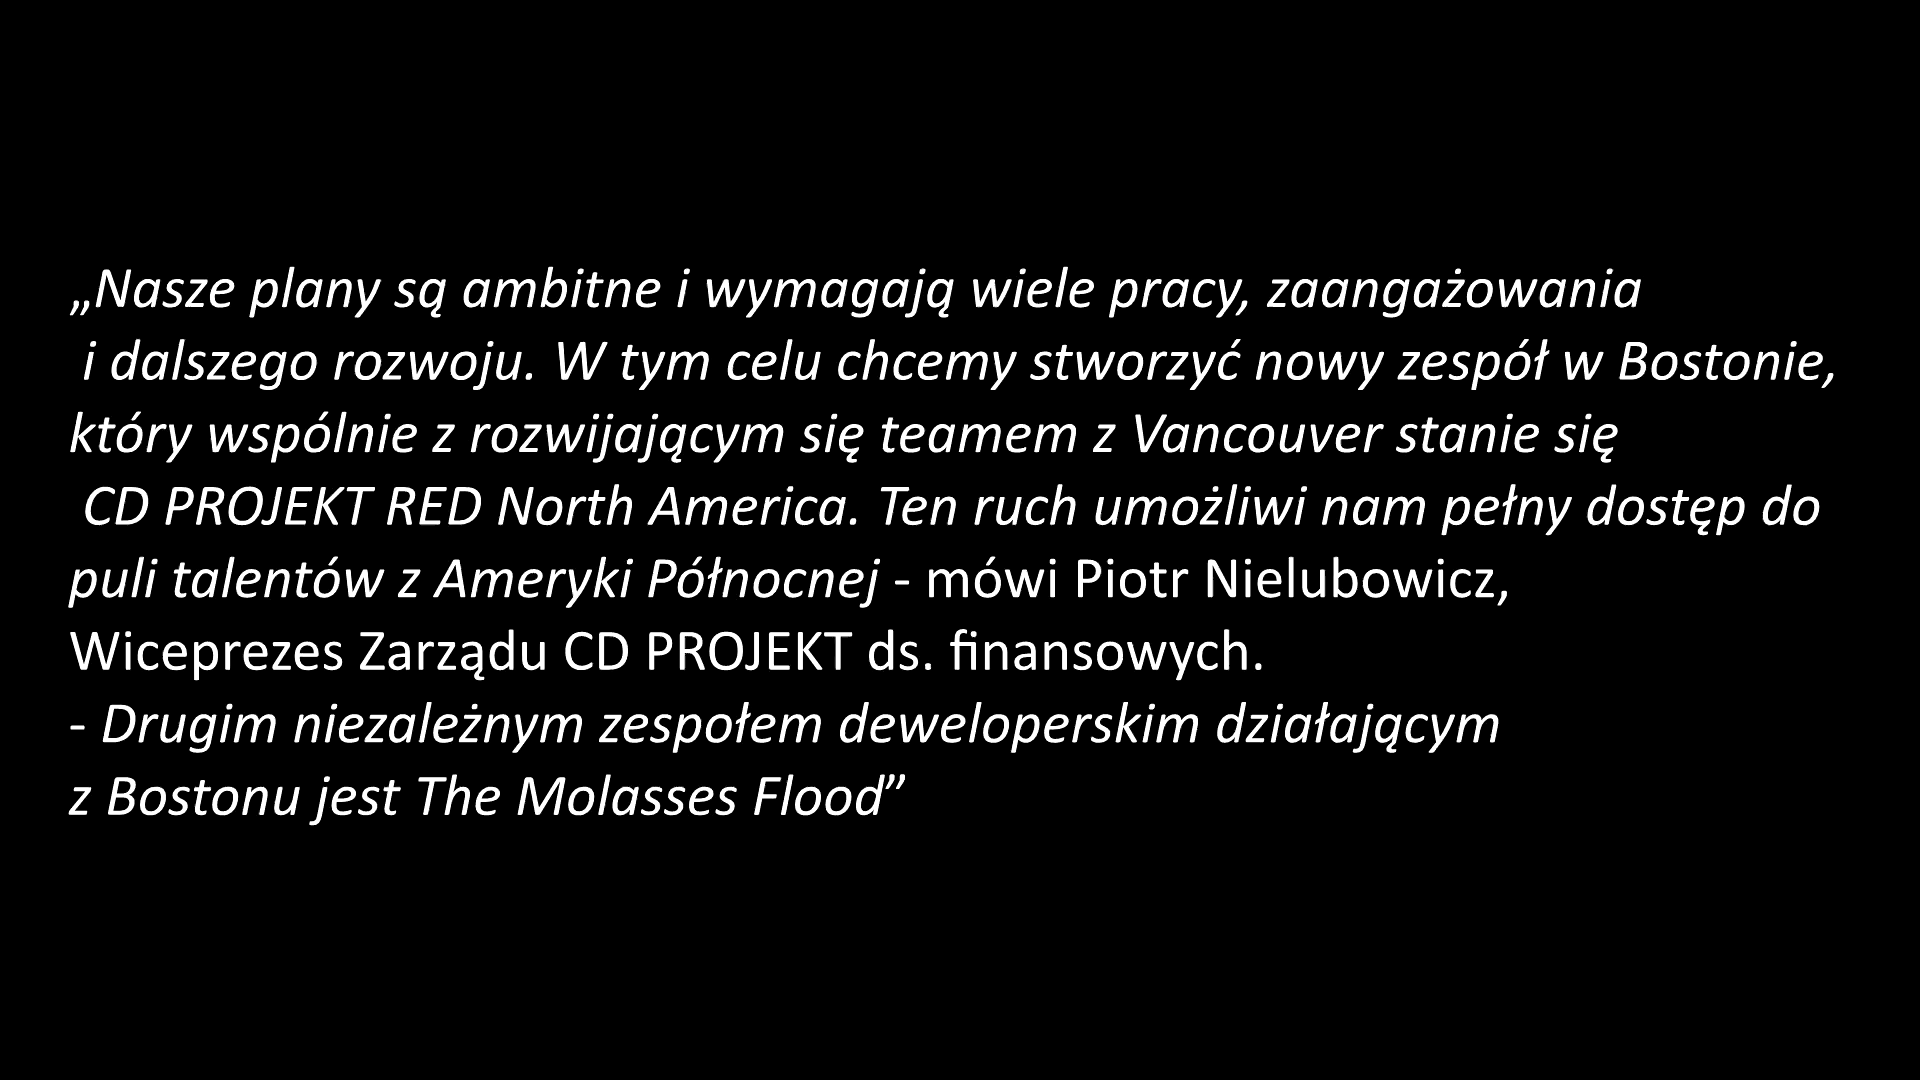 „Nasze plany są ambitne i wymagają wiele pracy, zaangażowania
i dalszego rozwoju. W tym celu chcemy stworzyć nowy zespół w Bostonie,
który wspólnie z rozwijającym się teamem z Vancouver stanie się
CD PROJEKT RED North America. Ten ruch umożliwi nam pełny dostęp do
puli talentów z Ameryki Północnej - mówi Piotr Nielubowicz,
Wiceprezes Zarządu CD PROJEKT ds. finansowych.
- Drugim niezależnym zespołem deweloperskim działającym
z Bostonu jest The Molasses Flood”